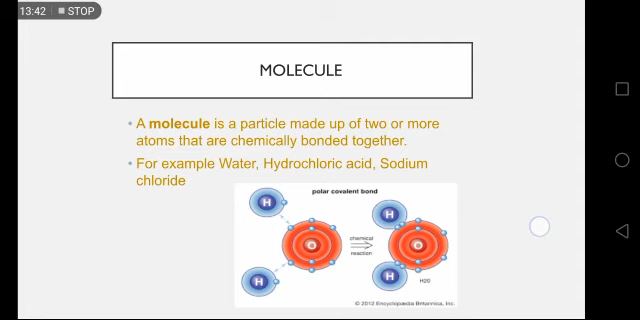 13:42 STOP
MOLECULE
• A molecule is a particle made up of two or more
atoms that are chemically bonded together.
• For example Water, Hydrochloric acid, Sodium
chloride
polar covalent bond
H
H
O
chemical
reaction
H
H
O
H2O
© 2012 Encyclopædia Britannica, Inc.